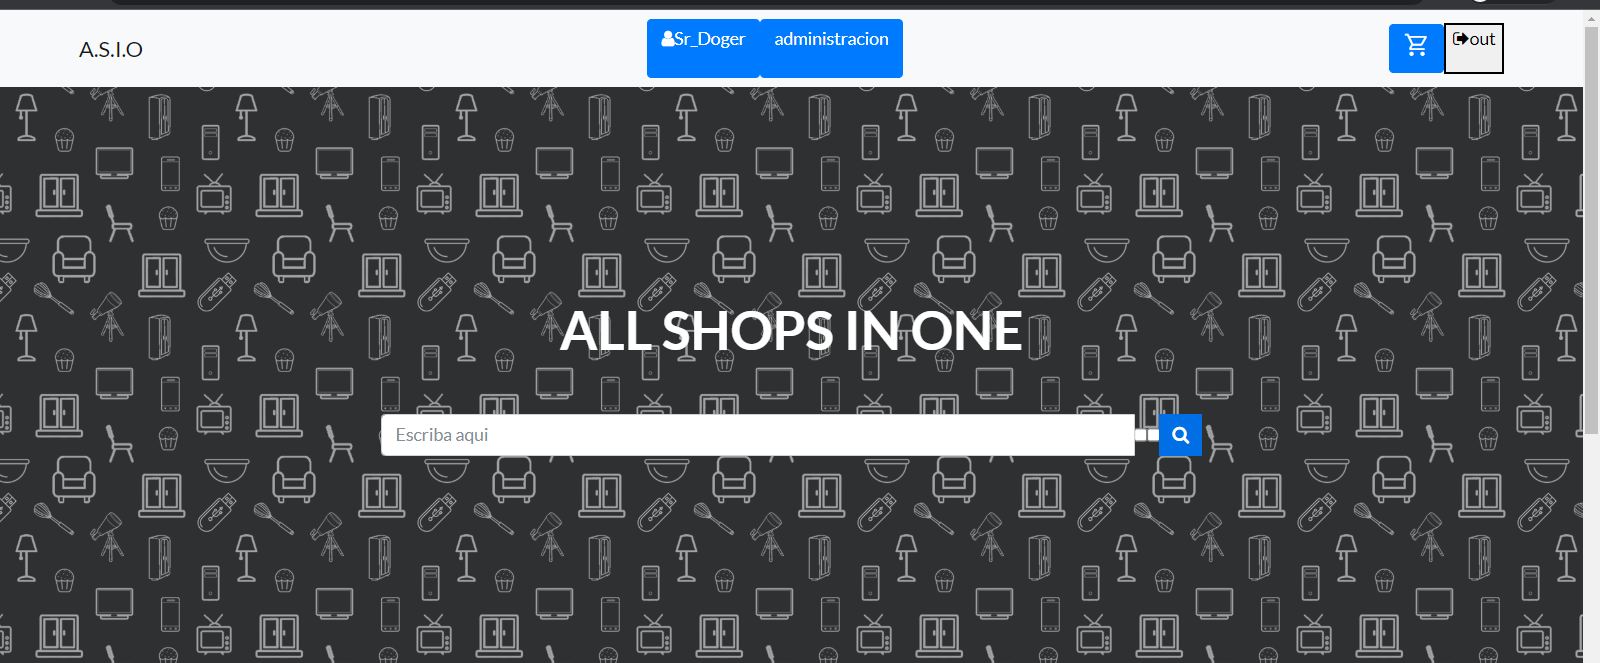 A.S.I.O
Sr_Doger
administracion
out
ALL SHOPS IN ONE
Escriba aqui